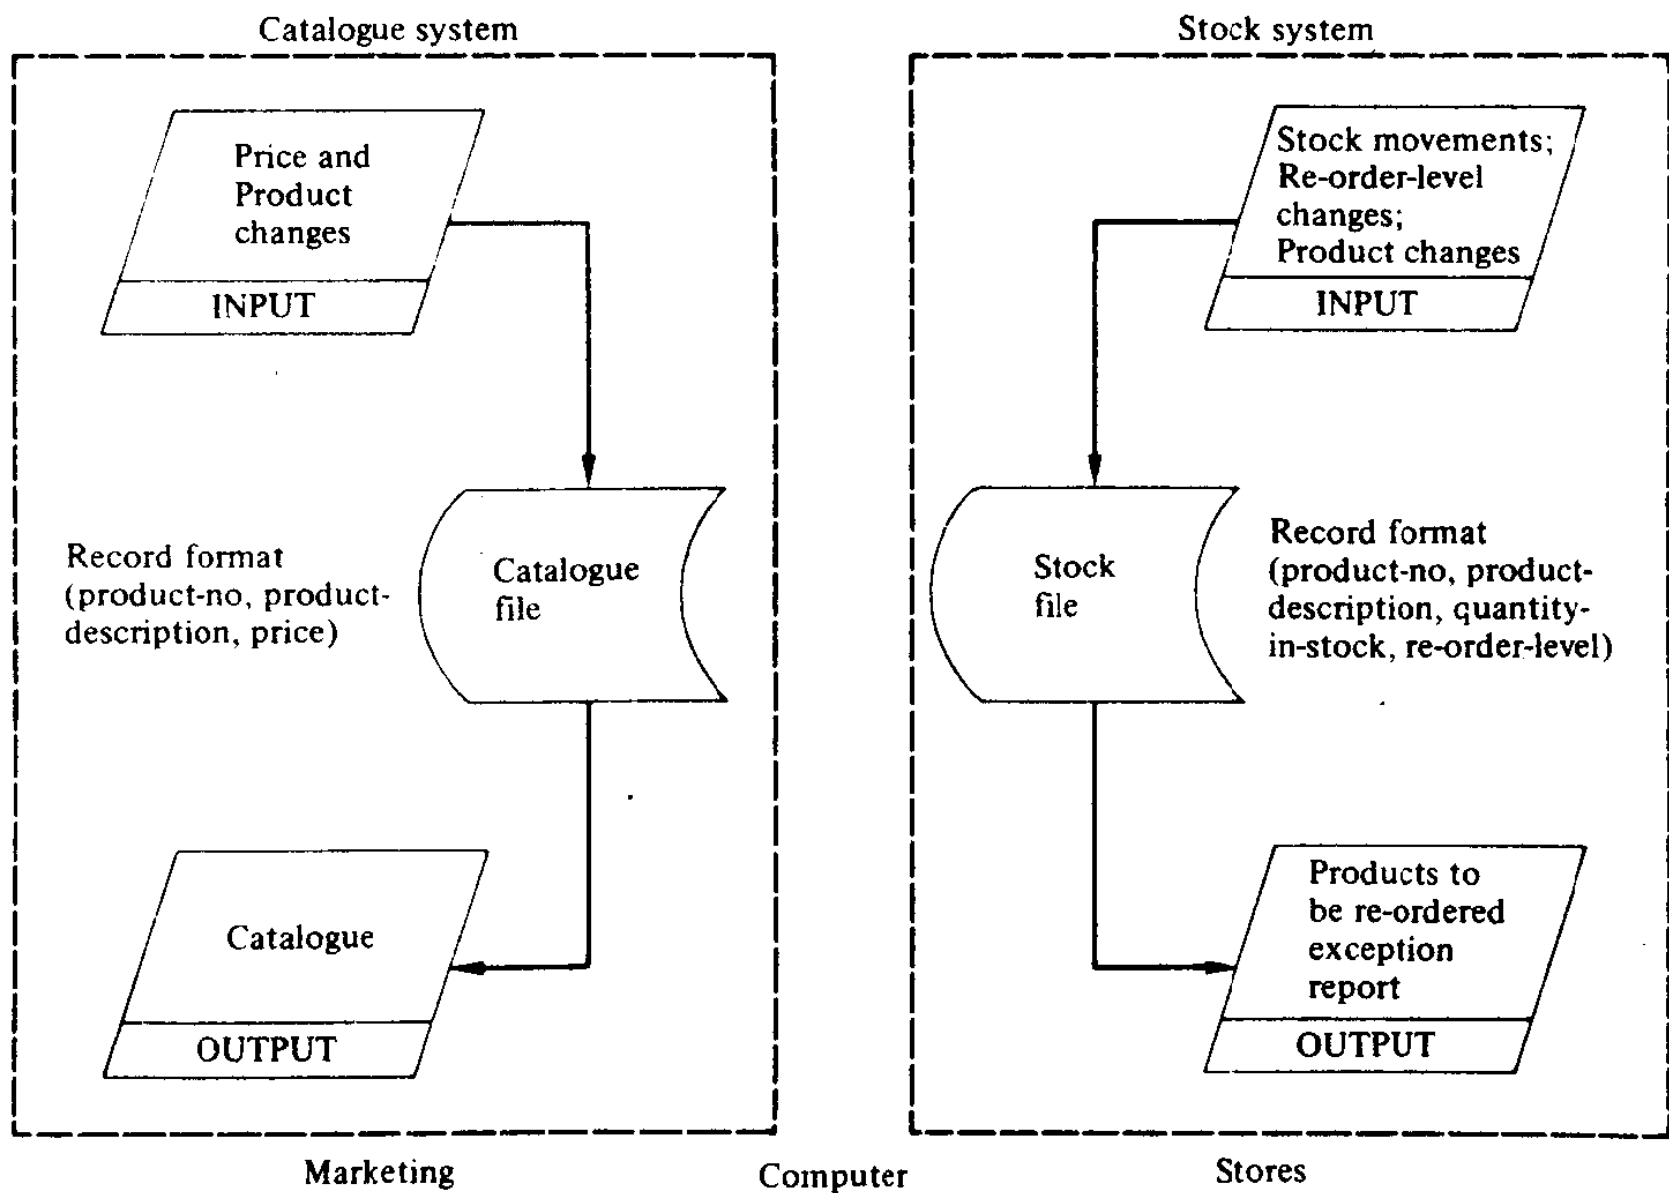 Catalogue system
Stock system
Price and
Product
changes
INPUT
Stock movements;
Re-order-level
changes;
Product changes
INPUT
Record format
(product-no, product-
description, price)
Catalogue
file
Stock
file
Record format
(product-no, product-
description, quantity-
in-stock, re-order-level)
Catalogue
OUTPUT
Products to
be re-ordered
exception
report
OUTPUT
Marketing
Computer
Stores